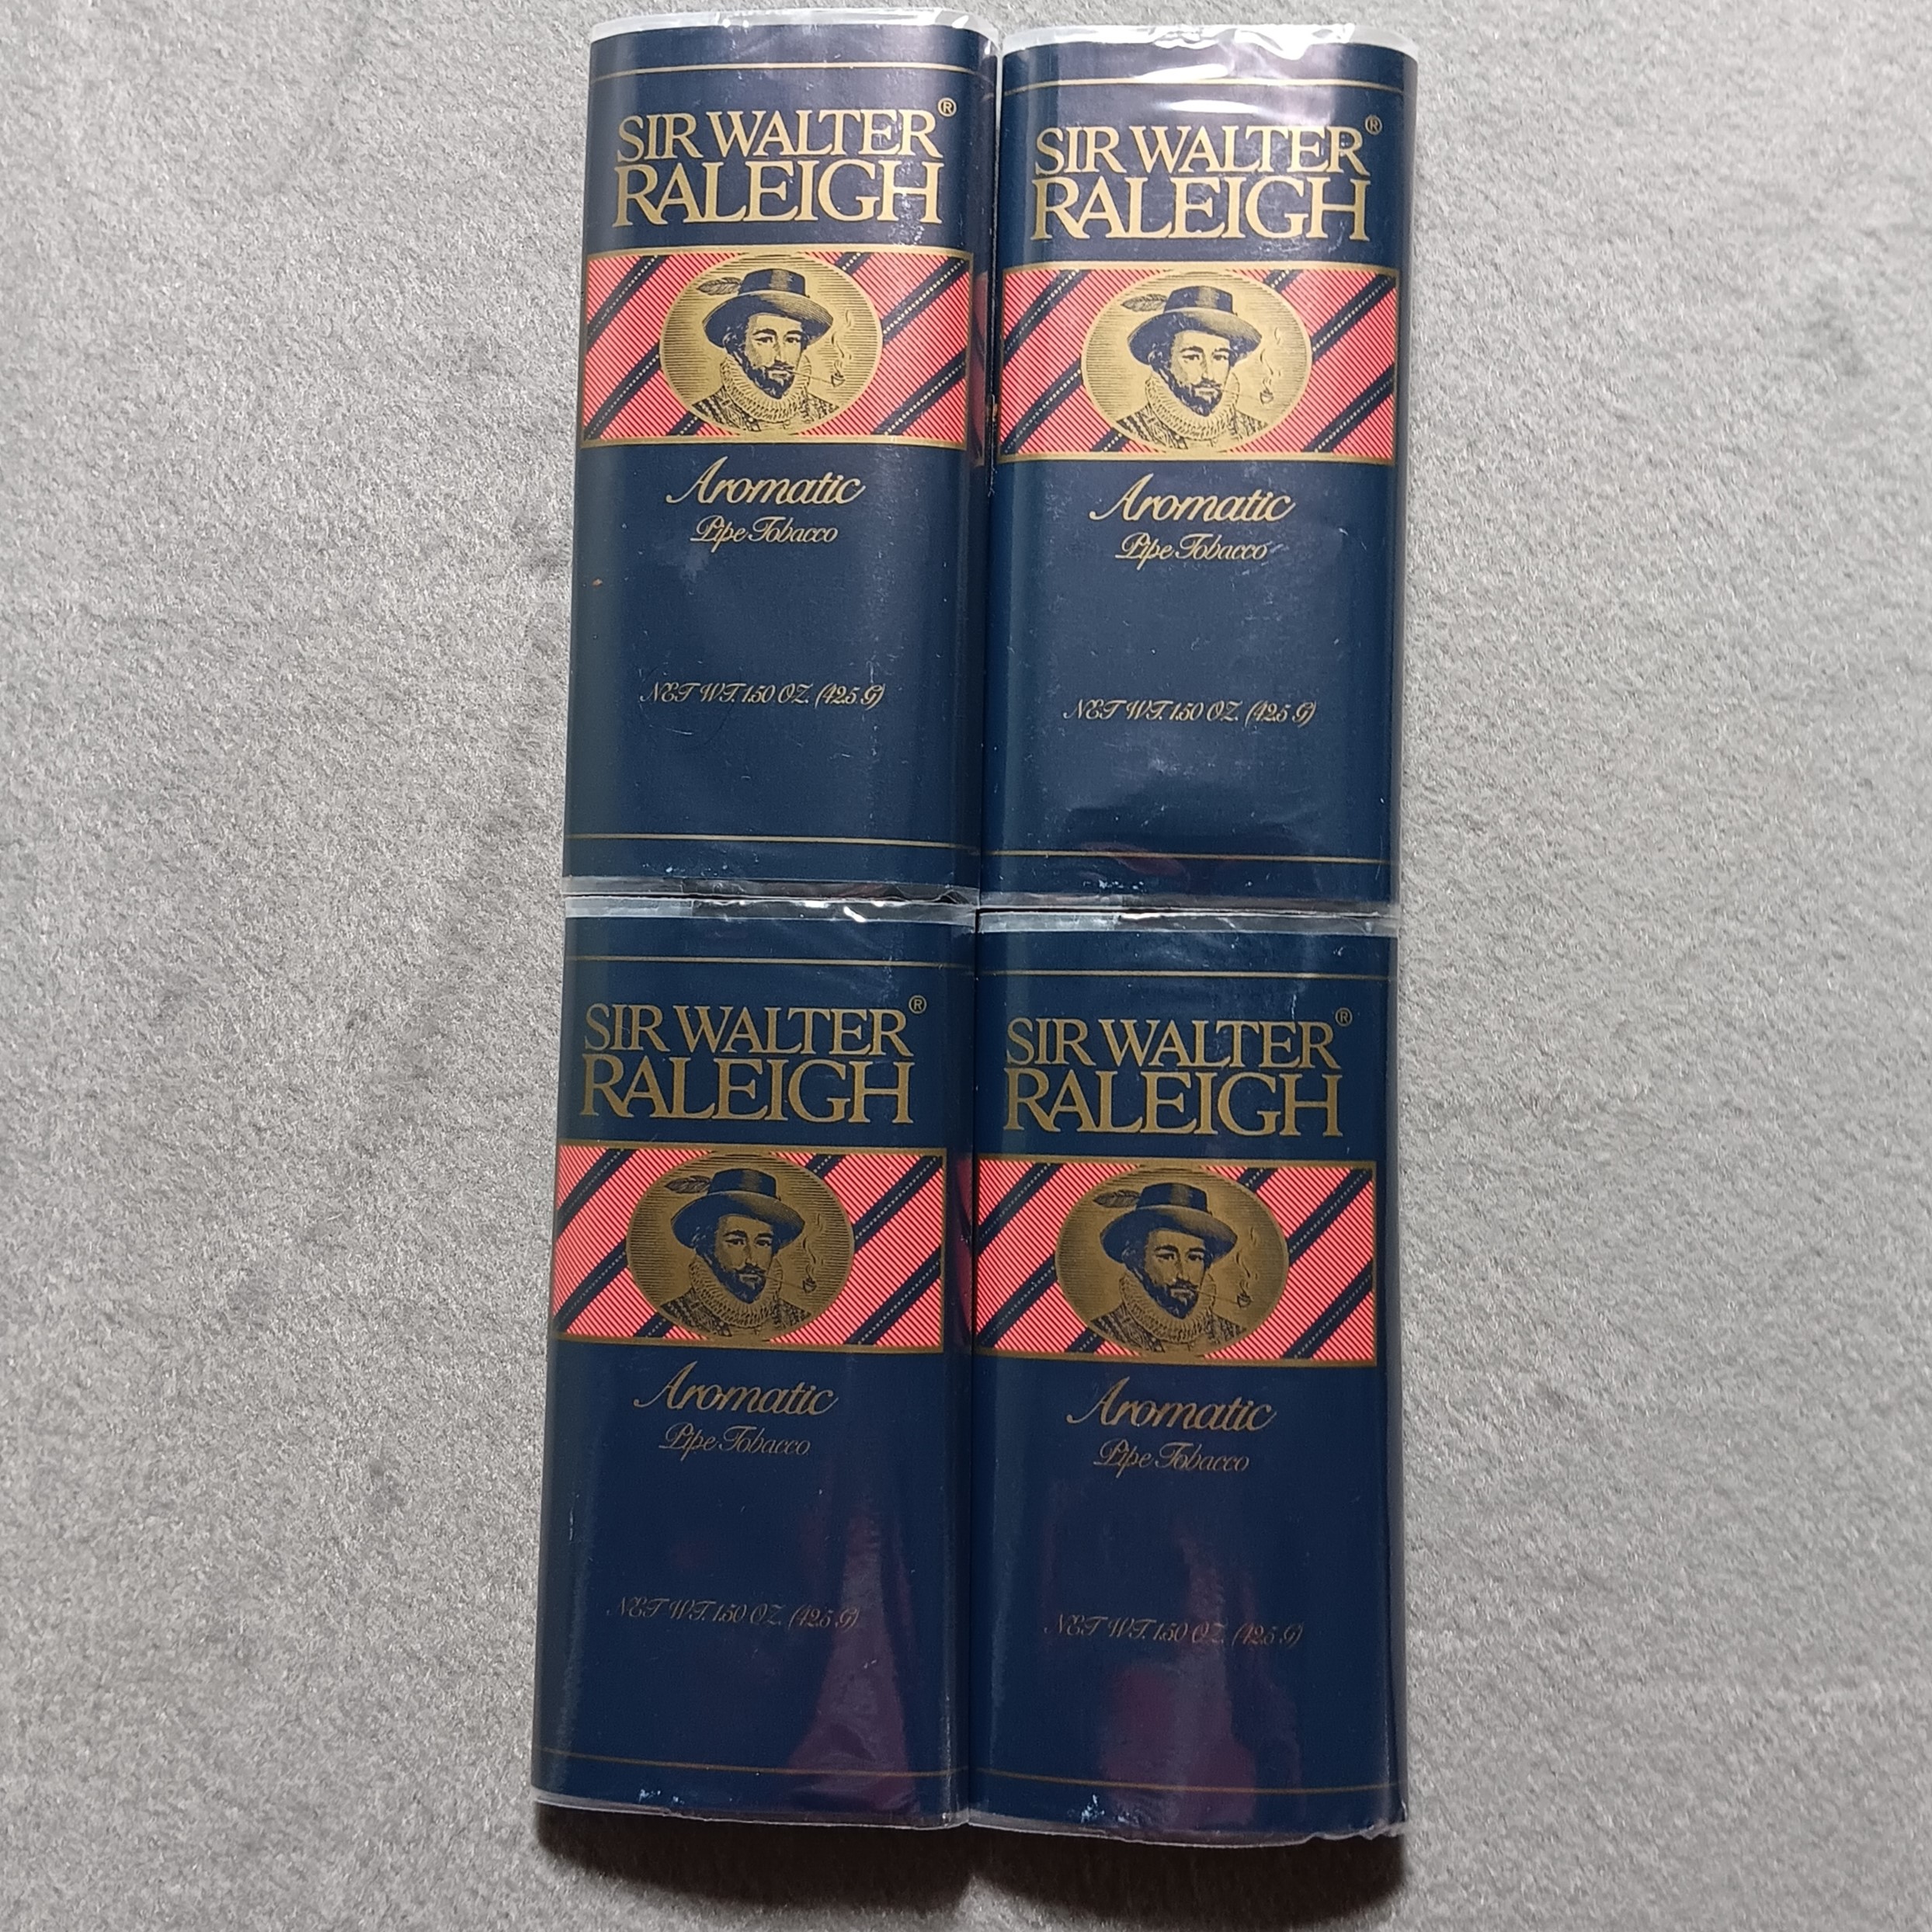 SIR WALTER®
RALEIGH
Aromatic
Pipe Tobacco
NET WT. 1.50 OZ. (42.5 G)
SIR WALTER®
RALEIGH
Aromatic
Pipe Tobacco
NET WT. 1.50 OZ. (42.5 G)
SIR WALTER®
RALEIGH
Aromatic
Pipe Tobacco
NET WT. 1.50 OZ. (42.5 G)
SIR WALTER®
RALEIGH
Aromatic
Pipe Tobacco
NET WT. 1.50 OZ. (42.5 G)